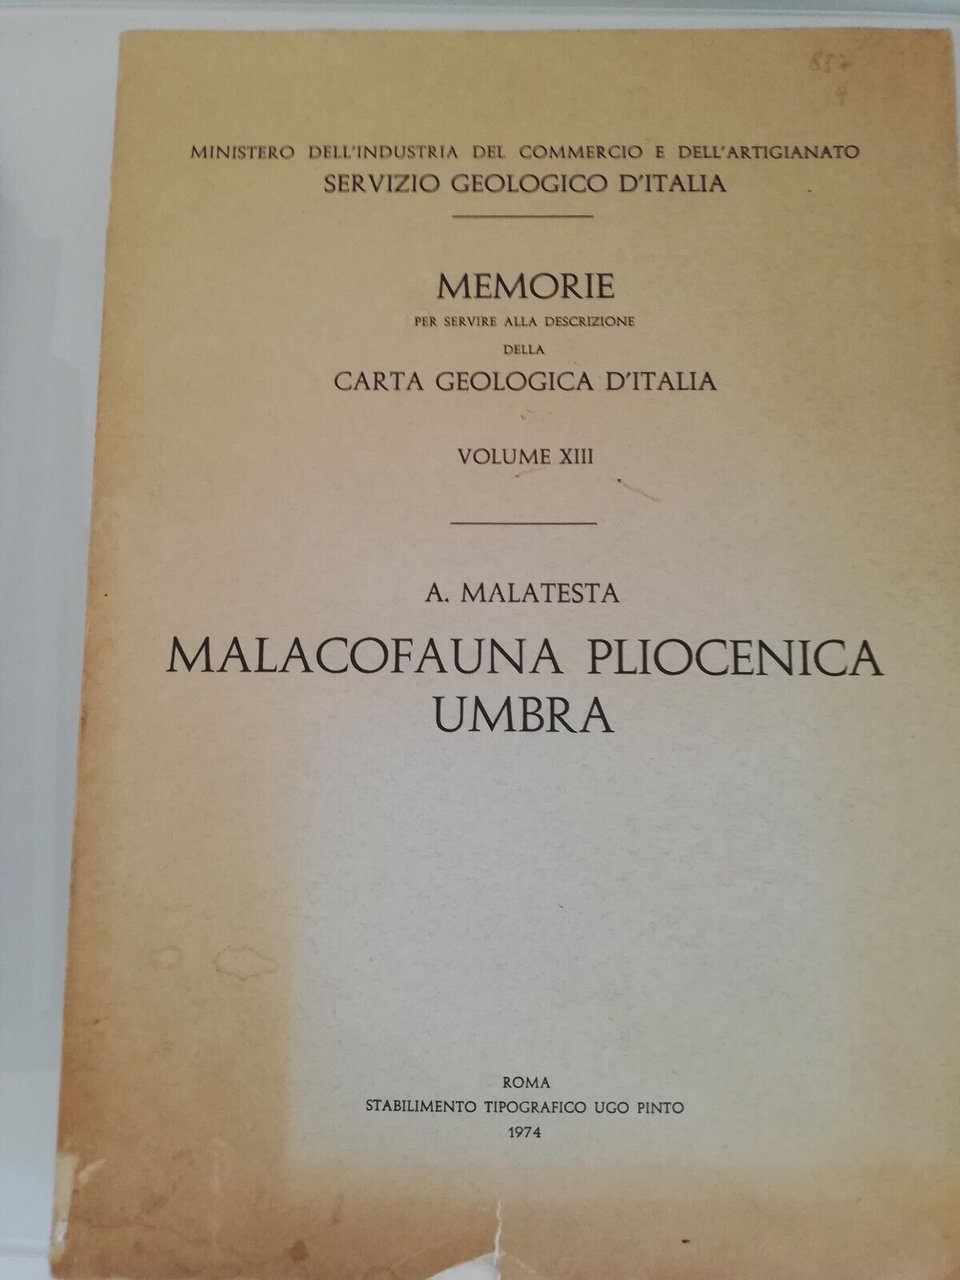 MINISTERO DELL'INDUSTRIA DEL COMMERCIO E DELL'ARTIGIANATO
SERVIZIO GEOLOGICO D'ITALIA
MEMORIE
PER SERVIRE ALLA DESCRIZIONE
DELLA
CARTA GEOLOGICA D'ITALIA
VOLUME XIII
A. MALATESTA
MALACOFAUNA PLIOCENICA
UMBRA
ROMA
STABILIMENTO TIPOGRAFICO UGO PINTO
1974